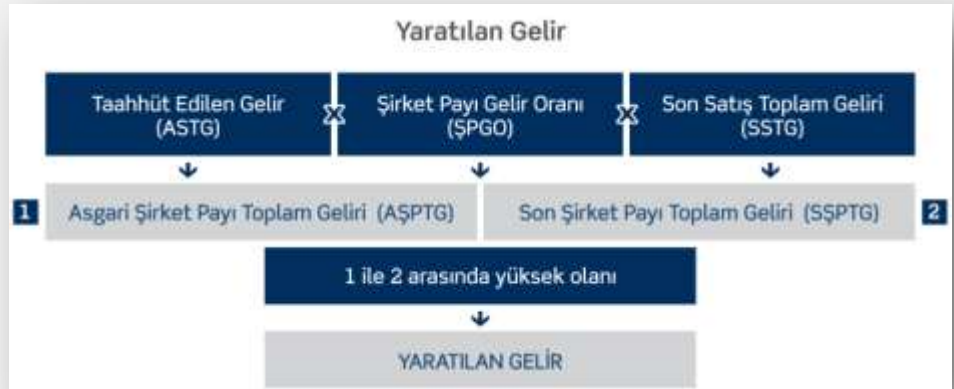 Yaratılan Gelir
Taahhüt Edilen Gelir
(ASTG)
Şirket Payı Gelir Oranı
(ŞPGO)
Son Satış Toplam Geliri
(SSTG)
1
Asgari Şirket Payı Toplam Geliri (AŞPTG)
Son Şirket Payı Toplam Geliri (SŞPTG)
2
1 ile 2 arasında yüksek olanı
YARATILAN GELİR